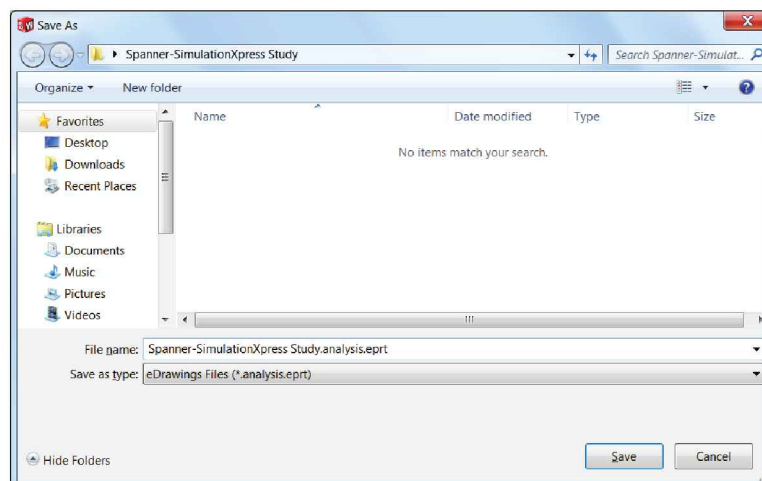 Save As
Spanner-SimulationXpress Study
Search Spanner-Simulat...
Organize
New folder
Name
Date modified
Type
Size
No items match your search.
Favorites
Desktop
Downloads
Recent Places
Libraries
Documents
Music
Pictures
Videos
File name: Spanner-SimulationXpress Study.analysis.eprt
Save as type: eDrawings Files (*.analysis.eprt)
Hide Folders
Save
Cancel